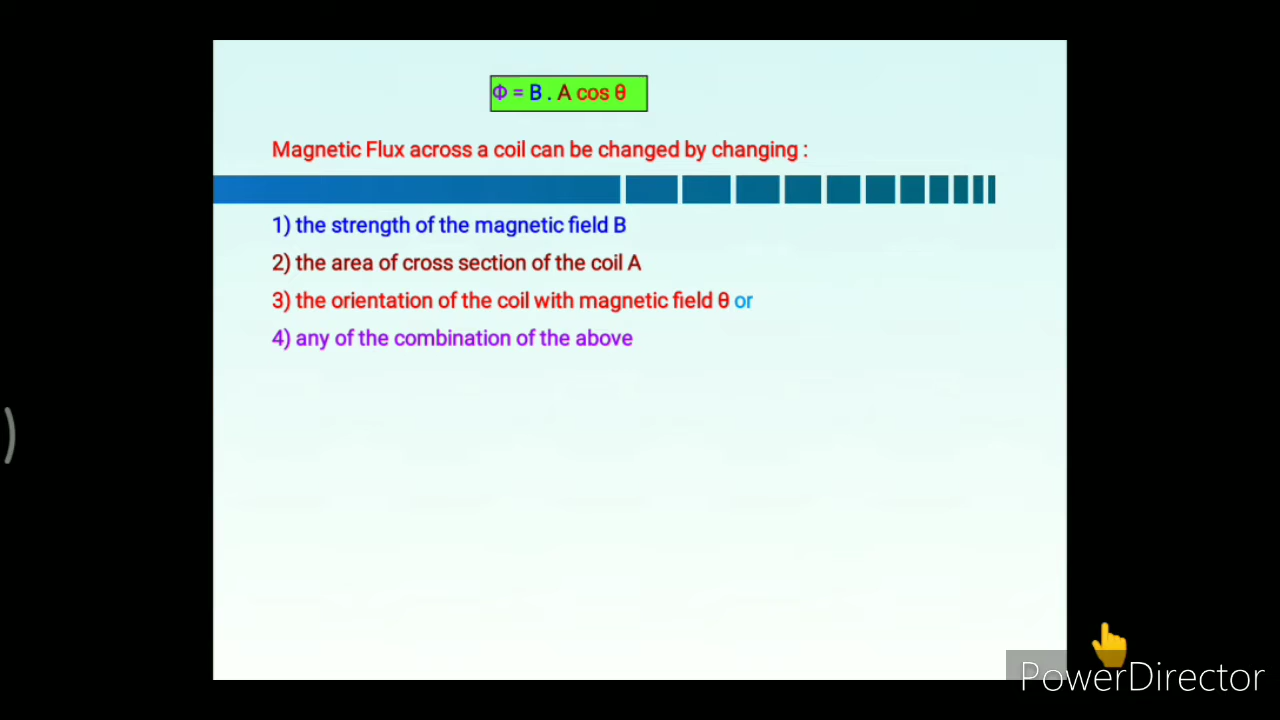 Φ = B . A cos θ
Magnetic Flux across a coil can be changed by changing :
1) the strength of the magnetic field B
2) the area of cross section of the coil A
3) the orientation of the coil with magnetic field θ or
4) any of the combination of the above
PowerDirector